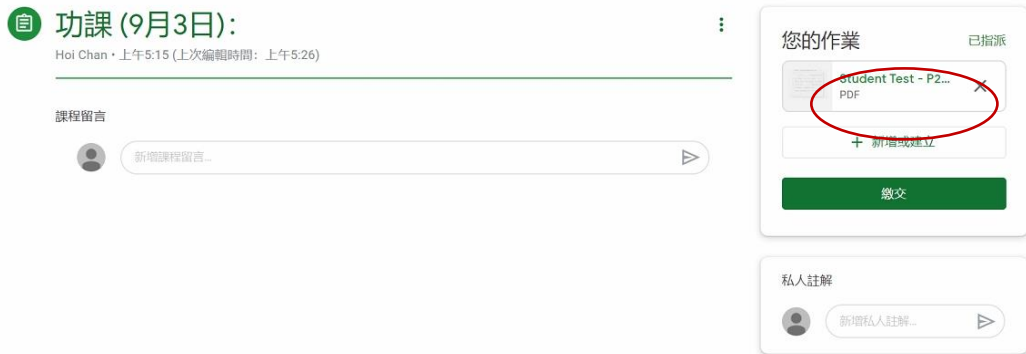 功課 (9月3日):
Hoi Chan • 上午5:15 (上次編輯時間：上午5:26)
課程留言
新增課程留言...
您的作業
已指派
Student Test - P2...
PDF
+ 新增或建立
繳交
私人註解
新增私人註解...